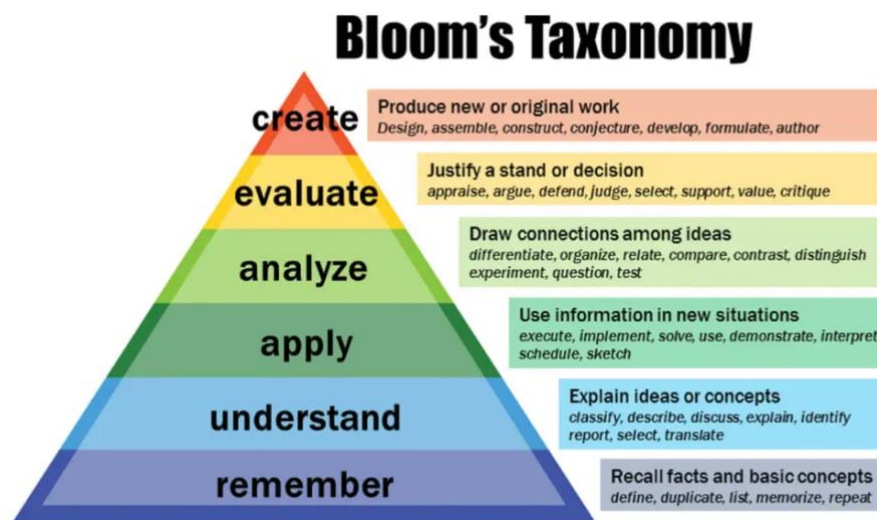 Bloom's Taxonomy
create
Produce new or original work
Design, assemble, construct, conjecture, develop, formulate, author
evaluate
Justify a stand or decision
appraise, argue, defend, judge, select, support, value, critique
analyze
Draw connections among ideas
differentiate, organize, relate, compare, contrast, distinguish
experiment, question, test
apply
Use information in new situations
execute, implement, solve, use, demonstrate, interpret
schedule, sketch
understand
Explain ideas or concepts
classify, describe, discuss, explain, identify
report, select, translate
remember
Recall facts and basic concepts
define, duplicate, list, memorize, repeat